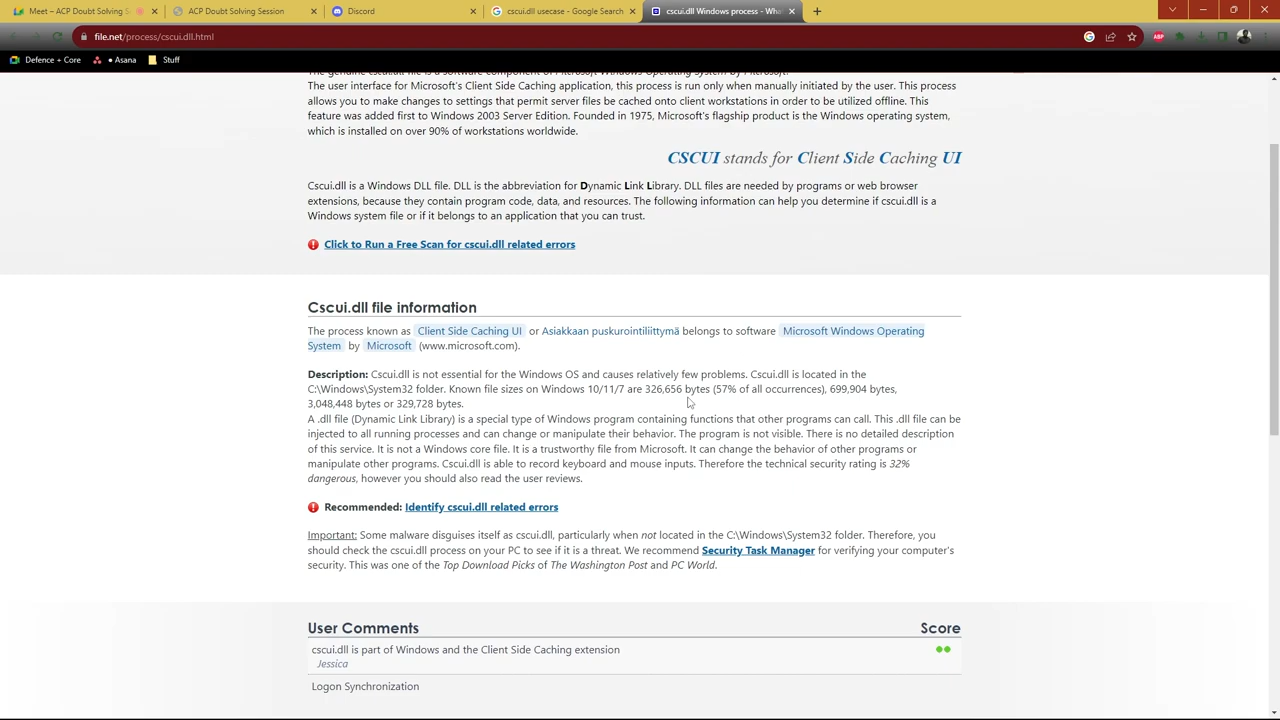 Meet – ACP Doubt Solving S
ACP Doubt Solving Session
Discord
cscui.dll usecase - Google Search
cscui.dll Windows process - Wha
file.net/process/cscui.dll.html
Defence + Core
• Asana
Stuff
The genuine cscui.dll file is a software component of Microsoft Windows Operating System by Microsoft.
The user interface for Microsoft's Client Side Caching application, this process is run only when manually initiated by the user. This process
allows you to make changes to settings that permit server files be cached onto client workstations in order to be utilized offline. This
feature was added first to Windows 2003 Server Edition. Founded in 1975, Microsoft's flagship product is the Windows operating system,
which is installed on over 90% of workstations worldwide.
CSCUI stands for Client Side Caching UI
Cscui.dll is a Windows DLL file. DLL is the abbreviation for Dynamic Link Library. DLL files are needed by programs or web browser
extensions, because they contain program code, data, and resources. The following information can help you determine if cscui.dll is a
Windows system file or if it belongs to an application that you can trust.
Click to Run a Free Scan for cscui.dll related errors
Cscui.dll file information
The process known as Client Side Caching UI or Asiakkaan puskurointiliittymä belongs to software Microsoft Windows Operating
System by Microsoft (www.microsoft.com).
Description: Cscui.dll is not essential for the Windows OS and causes relatively few problems. Cscui.dll is located in the
C:\Windows\System32 folder. Known file sizes on Windows 10/11/7 are 326,656 bytes (57% of all occurrences), 699,904 bytes,
3,048,448 bytes or 329,728 bytes.
A .dll file (Dynamic Link Library) is a special type of Windows program containing functions that other programs can call. This .dll file can be
injected to all running processes and can change or manipulate their behavior. The program is not visible. There is no detailed description
of this service. It is not a Windows core file. It is a trustworthy file from Microsoft. It can change the behavior of other programs or
manipulate other programs. Cscui.dll is able to record keyboard and mouse inputs. Therefore the technical security rating is 32%
dangerous, however you should also read the user reviews.
Recommended: Identify cscui.dll related errors
Important: Some malware disguises itself as cscui.dll, particularly when not located in the C:\Windows\System32 folder. Therefore, you
should check the cscui.dll process on your PC to see if it is a threat. We recommend Security Task Manager for verifying your computer's
security. This was one of the Top Download Picks of The Washington Post and PC World.
User Comments
Score
cscui.dll is part of Windows and the Client Side Caching extension
Jessica
Logon Synchronization